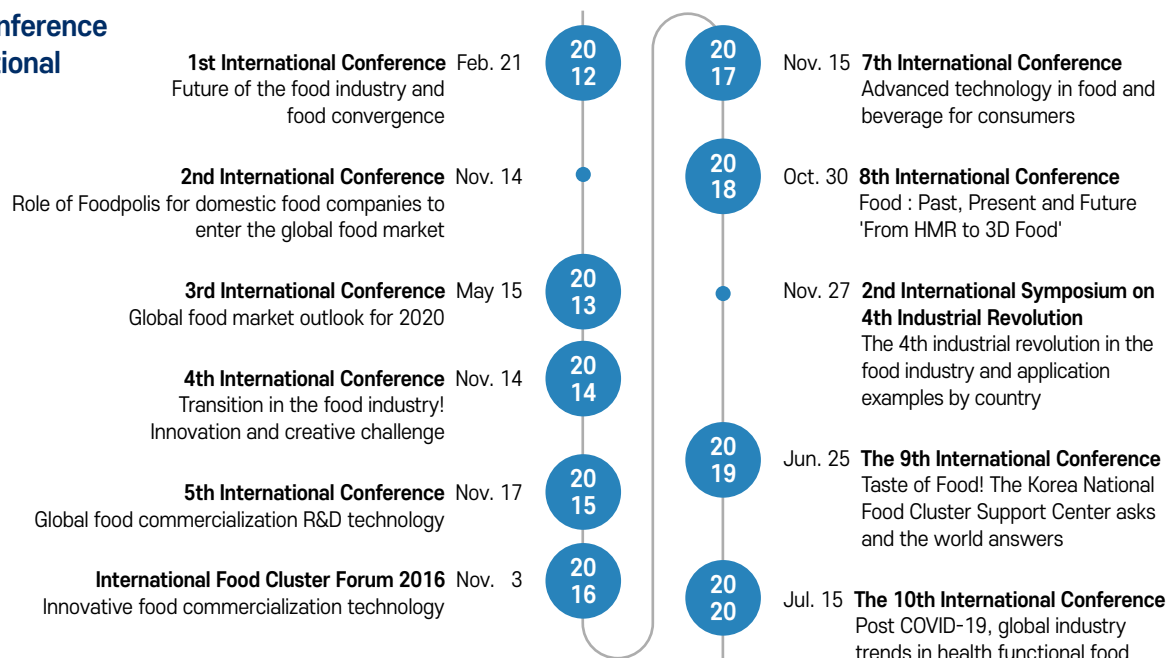 nference
tional
1st International Conference Feb. 21
Future of the food industry and
food convergence
20
12
2nd International Conference Nov. 14
Role of Foodpolis for domestic food companies to
enter the global food market
3rd International Conference May 15
Global food market outlook for 2020
20
13
4th International Conference Nov. 14
Transition in the food industry!
Innovation and creative challenge
20
14
5th International Conference Nov. 17
Global food commercialization R&D technology
20
15
International Food Cluster Forum 2016 Nov. 3
Innovative food commercialization technology
20
16
20
17
Nov. 15 7th International Conference
Advanced technology in food and
beverage for consumers
20
18
Oct. 30 8th International Conference
Food : Past, Present and Future
'From HMR to 3D Food'
Nov. 27 2nd International Symposium on
4th Industrial Revolution
The 4th industrial revolution in the
food industry and application
examples by country
20
19
Jun. 25 The 9th International Conference
Taste of Food! The Korea National
Food Cluster Support Center asks
and the world answers
20
20
Jul. 15 The 10th International Conference
Post COVID-19, global industry
trends in health functional food